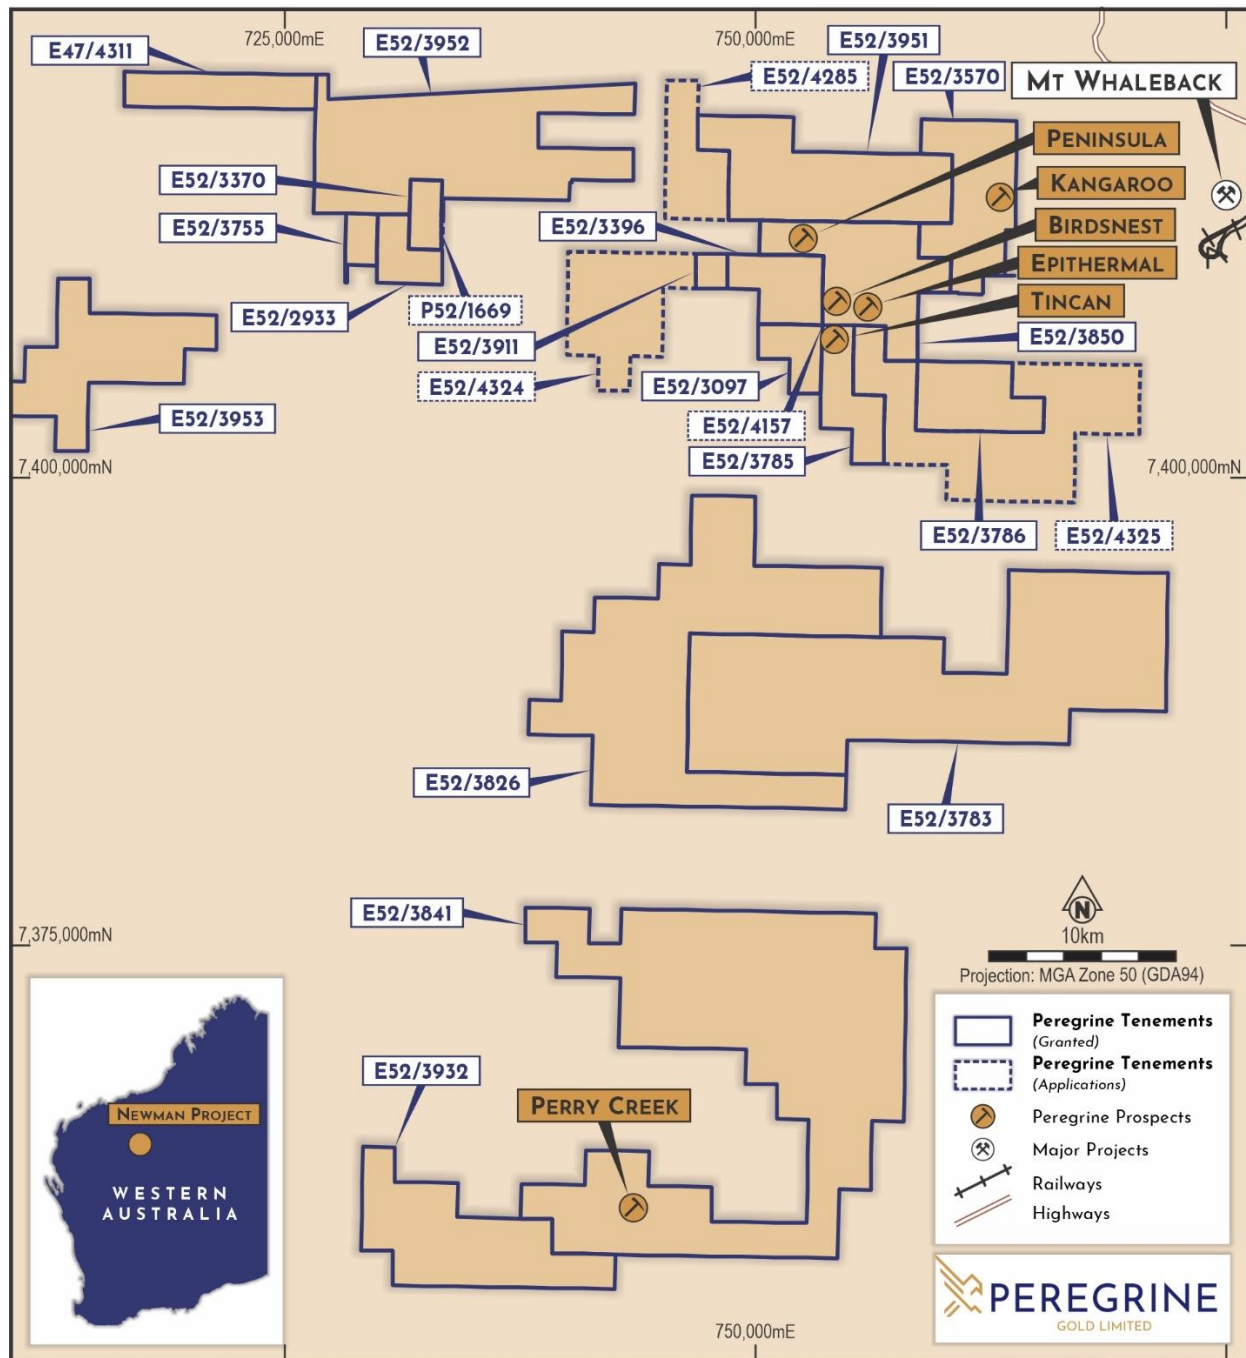 725,000mE
750,000mE
E47/4311
E52/3952
E52/3951
E52/4285
E52/3570
MT WHALEBACK
PENINSULA
E52/3370
KANGAROO
E52/3755
E52/3396
BIRDSNEST
EPITHERMAL
E52/2933
P52/1669
TINCAN
E52/3911
E52/3850
E52/4324
E52/3097
E52/3953
E52/4157
E52/3785
7,400,000mN
7,400,000mN
E52/3786
E52/4325
E52/3826
E52/3783
E52/3841
7,375,000mN
N
10km
Projection: MGA Zone 50 (GDA94)
E52/3932
PERRY CREEK
NEWMAN PROJECT
WESTERN
AUSTRALIA
Peregrine Tenements
(Granted)
Peregrine Tenements
(Applications)
Peregrine Prospects
Major Projects
Railways
Highways
750,000mE
PEREGRINE
GOLD LIMITED